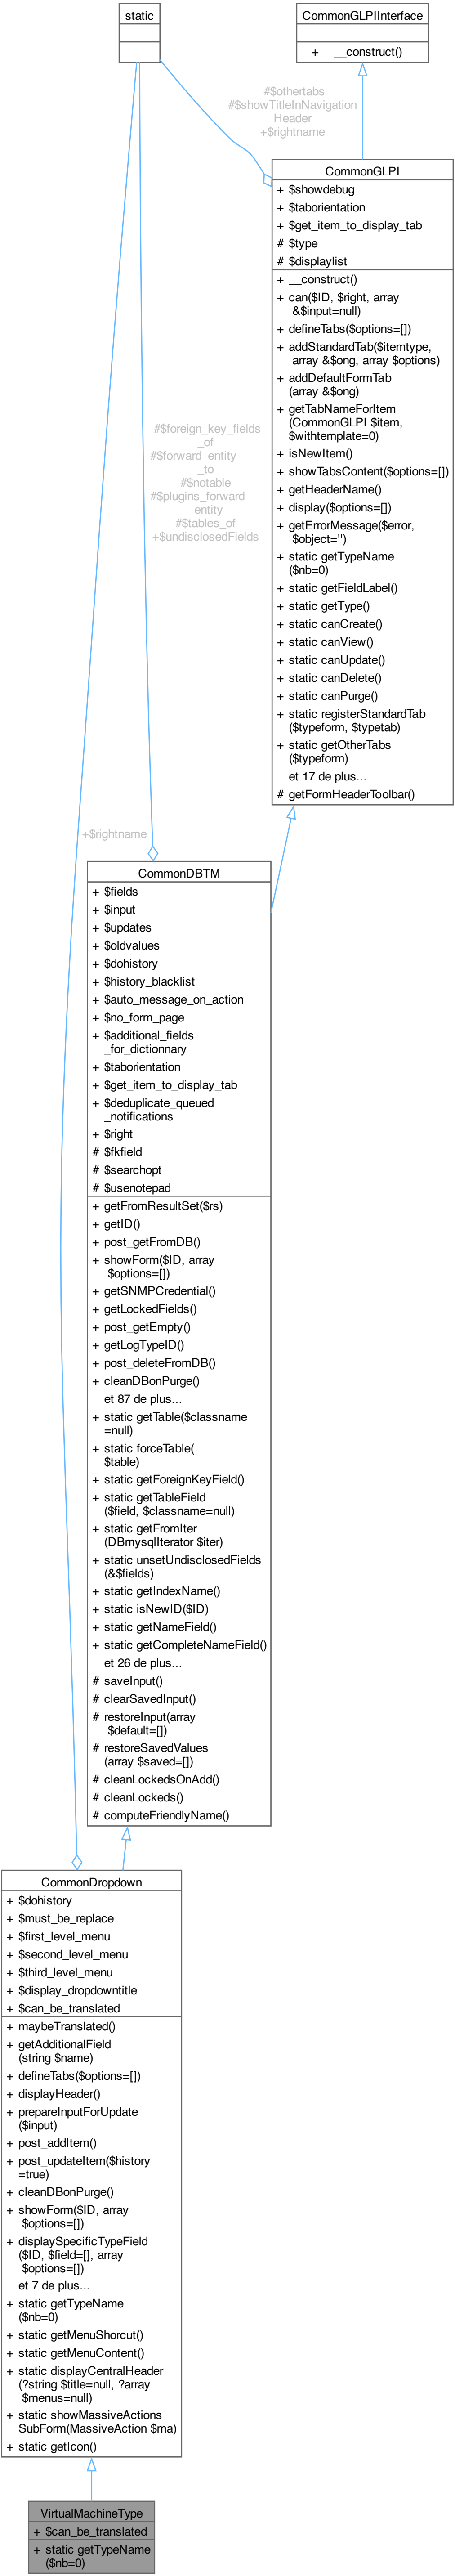 static
CommonGLPIInterface
+ __construct()
#$othertabs
#$showTitleInNavigation
Header
+$rightname
CommonGLPI
+ $showdebug
+ $taborientation
+ $get_item_to_display_tab
# $type
# $displaylist
+ __construct()
+ can($ID, $right, array
&$input=null)
+ defineTabs($options=[])
+ addStandardTab($itemtype,
array &$ong, array $options)
+ addDefaultFormTab
(array &$ong)
+ getTabNameForItem
(CommonGLPI $item,
$withtemplate=0)
+ isNewItem()
+ showTabsContent($options=[])
+ getHeaderName()
+ display($options=[])
+ getErrorMessage($error,
$object='')
+ static getTypeName
($nb=0)
+ static getFieldLabel()
+ static getType()
+ static canCreate()
+ static canView()
+ static canUpdate()
+ static canDelete()
+ static canPurge()
+ static registerStandardTab
($typeform, $typetab)
+ static getOtherTabs
($typeform)
et 17 de plus...
# getFormHeaderToolbar()
#$foreign_key_fields
_of
#$forward_entity
_to
#$notable
#$plugins_forward
_entity
#$tables_of
+$undisclosedFields
+$rightname
CommonDBTM
+ $fields
+ $input
+ $updates
+ $oldvalues
+ $dohistory
+ $history_blacklist
+ $auto_message_on_action
+ $no_form_page
+ $additional_fields
_for_dictionnary
+ $taborientation
+ $get_item_to_display_tab
+ $deduplicate_queued
_notifications
+ $right
# $fkfield
# $searchopt
# $usenotepad
+ getFromResultSet($rs)
+ getID()
+ post_getFromDB()
+ showForm($ID, array
$options=[])
+ getSNMPCredential()
+ getLockedFields()
+ post_getEmpty()
+ getLogTypeID()
+ post_deleteFromDB()
+ cleanDBonPurge()
et 87 de plus...
+ static getTable($classname
=null)
+ static forceTable(
$table)
+ static getForeignKeyField()
+ static getTableField
($field, $classname=null)
+ static getFromIter
(DBmysqlIterator $iter)
+ static unsetUndisclosedFields
(&$fields)
+ static getIndexName()
+ static isNewID($ID)
+ static getNameField()
+ static getCompleteNameField()
et 26 de plus...
# saveInput()
# clearSavedInput()
# restoreInput(array
$default=[])
# restoreSavedValues
(array $saved=[])
# cleanLockedsOnAdd()
# cleanLockeds()
# computeFriendlyName()
CommonDropdown
+ $dohistory
+ $must_be_replace
+ $first_level_menu
+ $second_level_menu
+ $third_level_menu
+ $display_dropdowntitle
+ $can_be_translated
+ maybeTranslated()
+ getAdditionalField
(string $name)
+ defineTabs($options=[])
+ displayHeader()
+ prepareInputForUpdate
($input)
+ post_addItem()
+ post_updateItem($history
=true)
+ cleanDBonPurge()
+ showForm($ID, array
$options=[])
+ displaySpecificTypeField
($ID, $field=[], array
$options=[])
et 7 de plus...
+ static getTypeName
($nb=0)
+ static getMenuShorcut()
+ static getMenuContent()
+ static displayCentralHeader
(?string $title=null, ?array
$menus=null)
+ static showMassiveActions
SubForm(MassiveAction $ma)
+ static getIcon()
VirtualMachineType
+ $can_be_translated
+ static getTypeName
($nb=0)